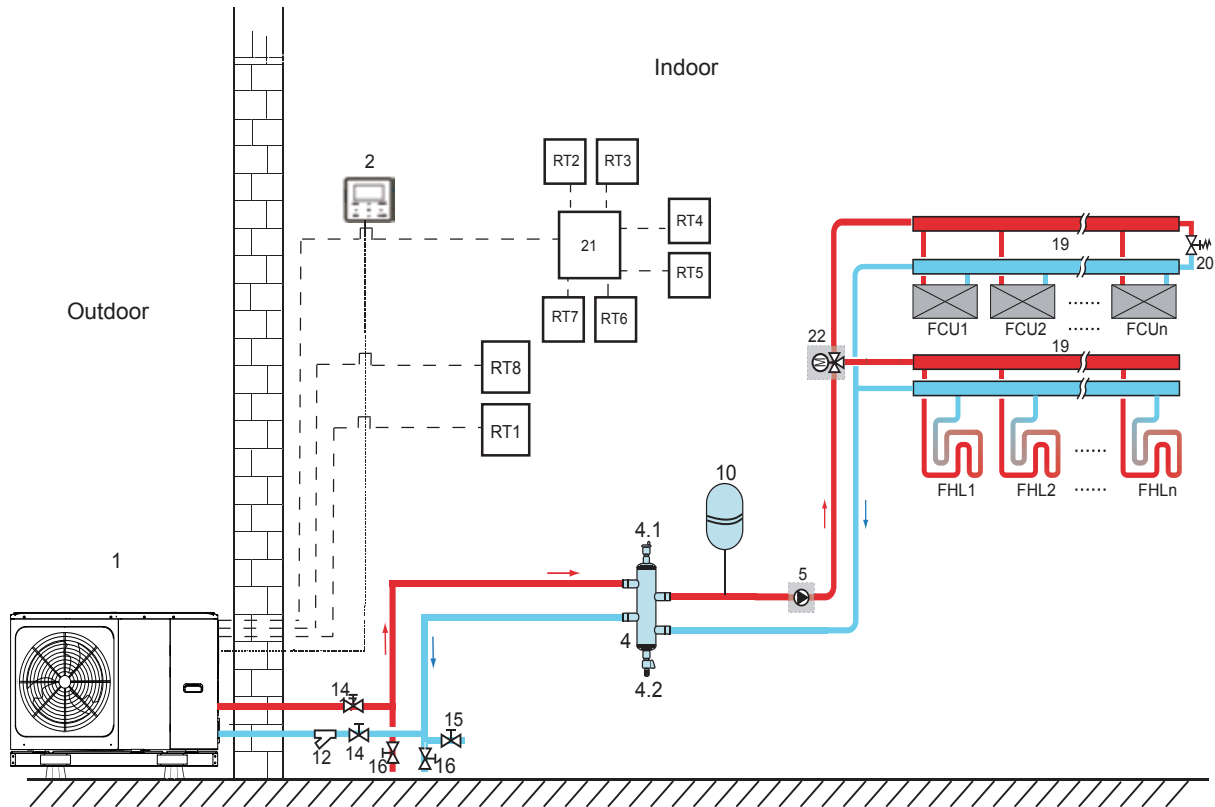 Indoor
Outdoor
2
RT2
RT3
RT4
21
RT5
RT7
RT6
RT8
RT1
19
20
FCU1
FCU2
......
......
FCUn
22
19
......
FHL1
FHL2
......
FHLn
10
4.1
5
4
4.2
1
14
12
14
15
16
16